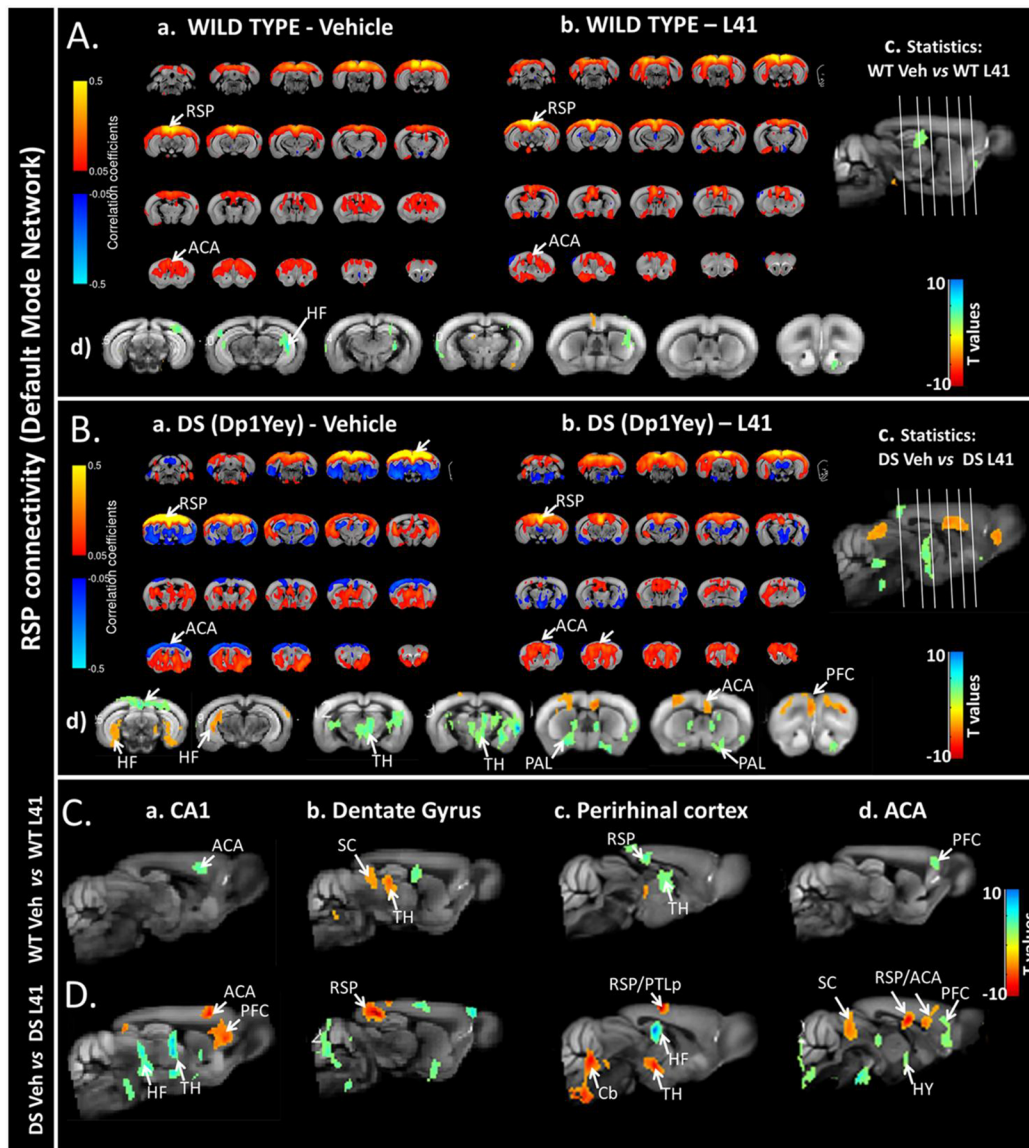 RSP connectivity (Default Mode Network)
A.
a. WILD TYPE - Vehicle
b. WILD TYPE – L41
c. Statistics:
WT Veh vs WT L41
0.5
0.05
-0.05
-0.5
Correlation coefficients
RSP
RSP
ACA
ACA
10
-10
T values
d)
HF
B.
a. DS (Dp1Yey) - Vehicle
b. DS (Dp1Yey) – L41
c. Statistics:
DS Veh vs DS L41
0.5
0.05
-0.05
-0.5
Correlation coefficients
RSP
RSP
ACA
ACA
10
-10
T values
d)
HF
HF
TH
TH
PAL
ACA
PAL
PFC
WT Veh vs WT L41
C.
a. CA1
b. Dentate Gyrus
c. Perirhinal cortex
d. ACA
ACA
SC
TH
RSP
TH
PFC
10
-10
T values
DS Veh vs DS L41
D.
ACA
PFC
HF
TH
RSP
RSP/PTLp
HF
Cb
TH
SC
RSP/ACA
PFC
HY